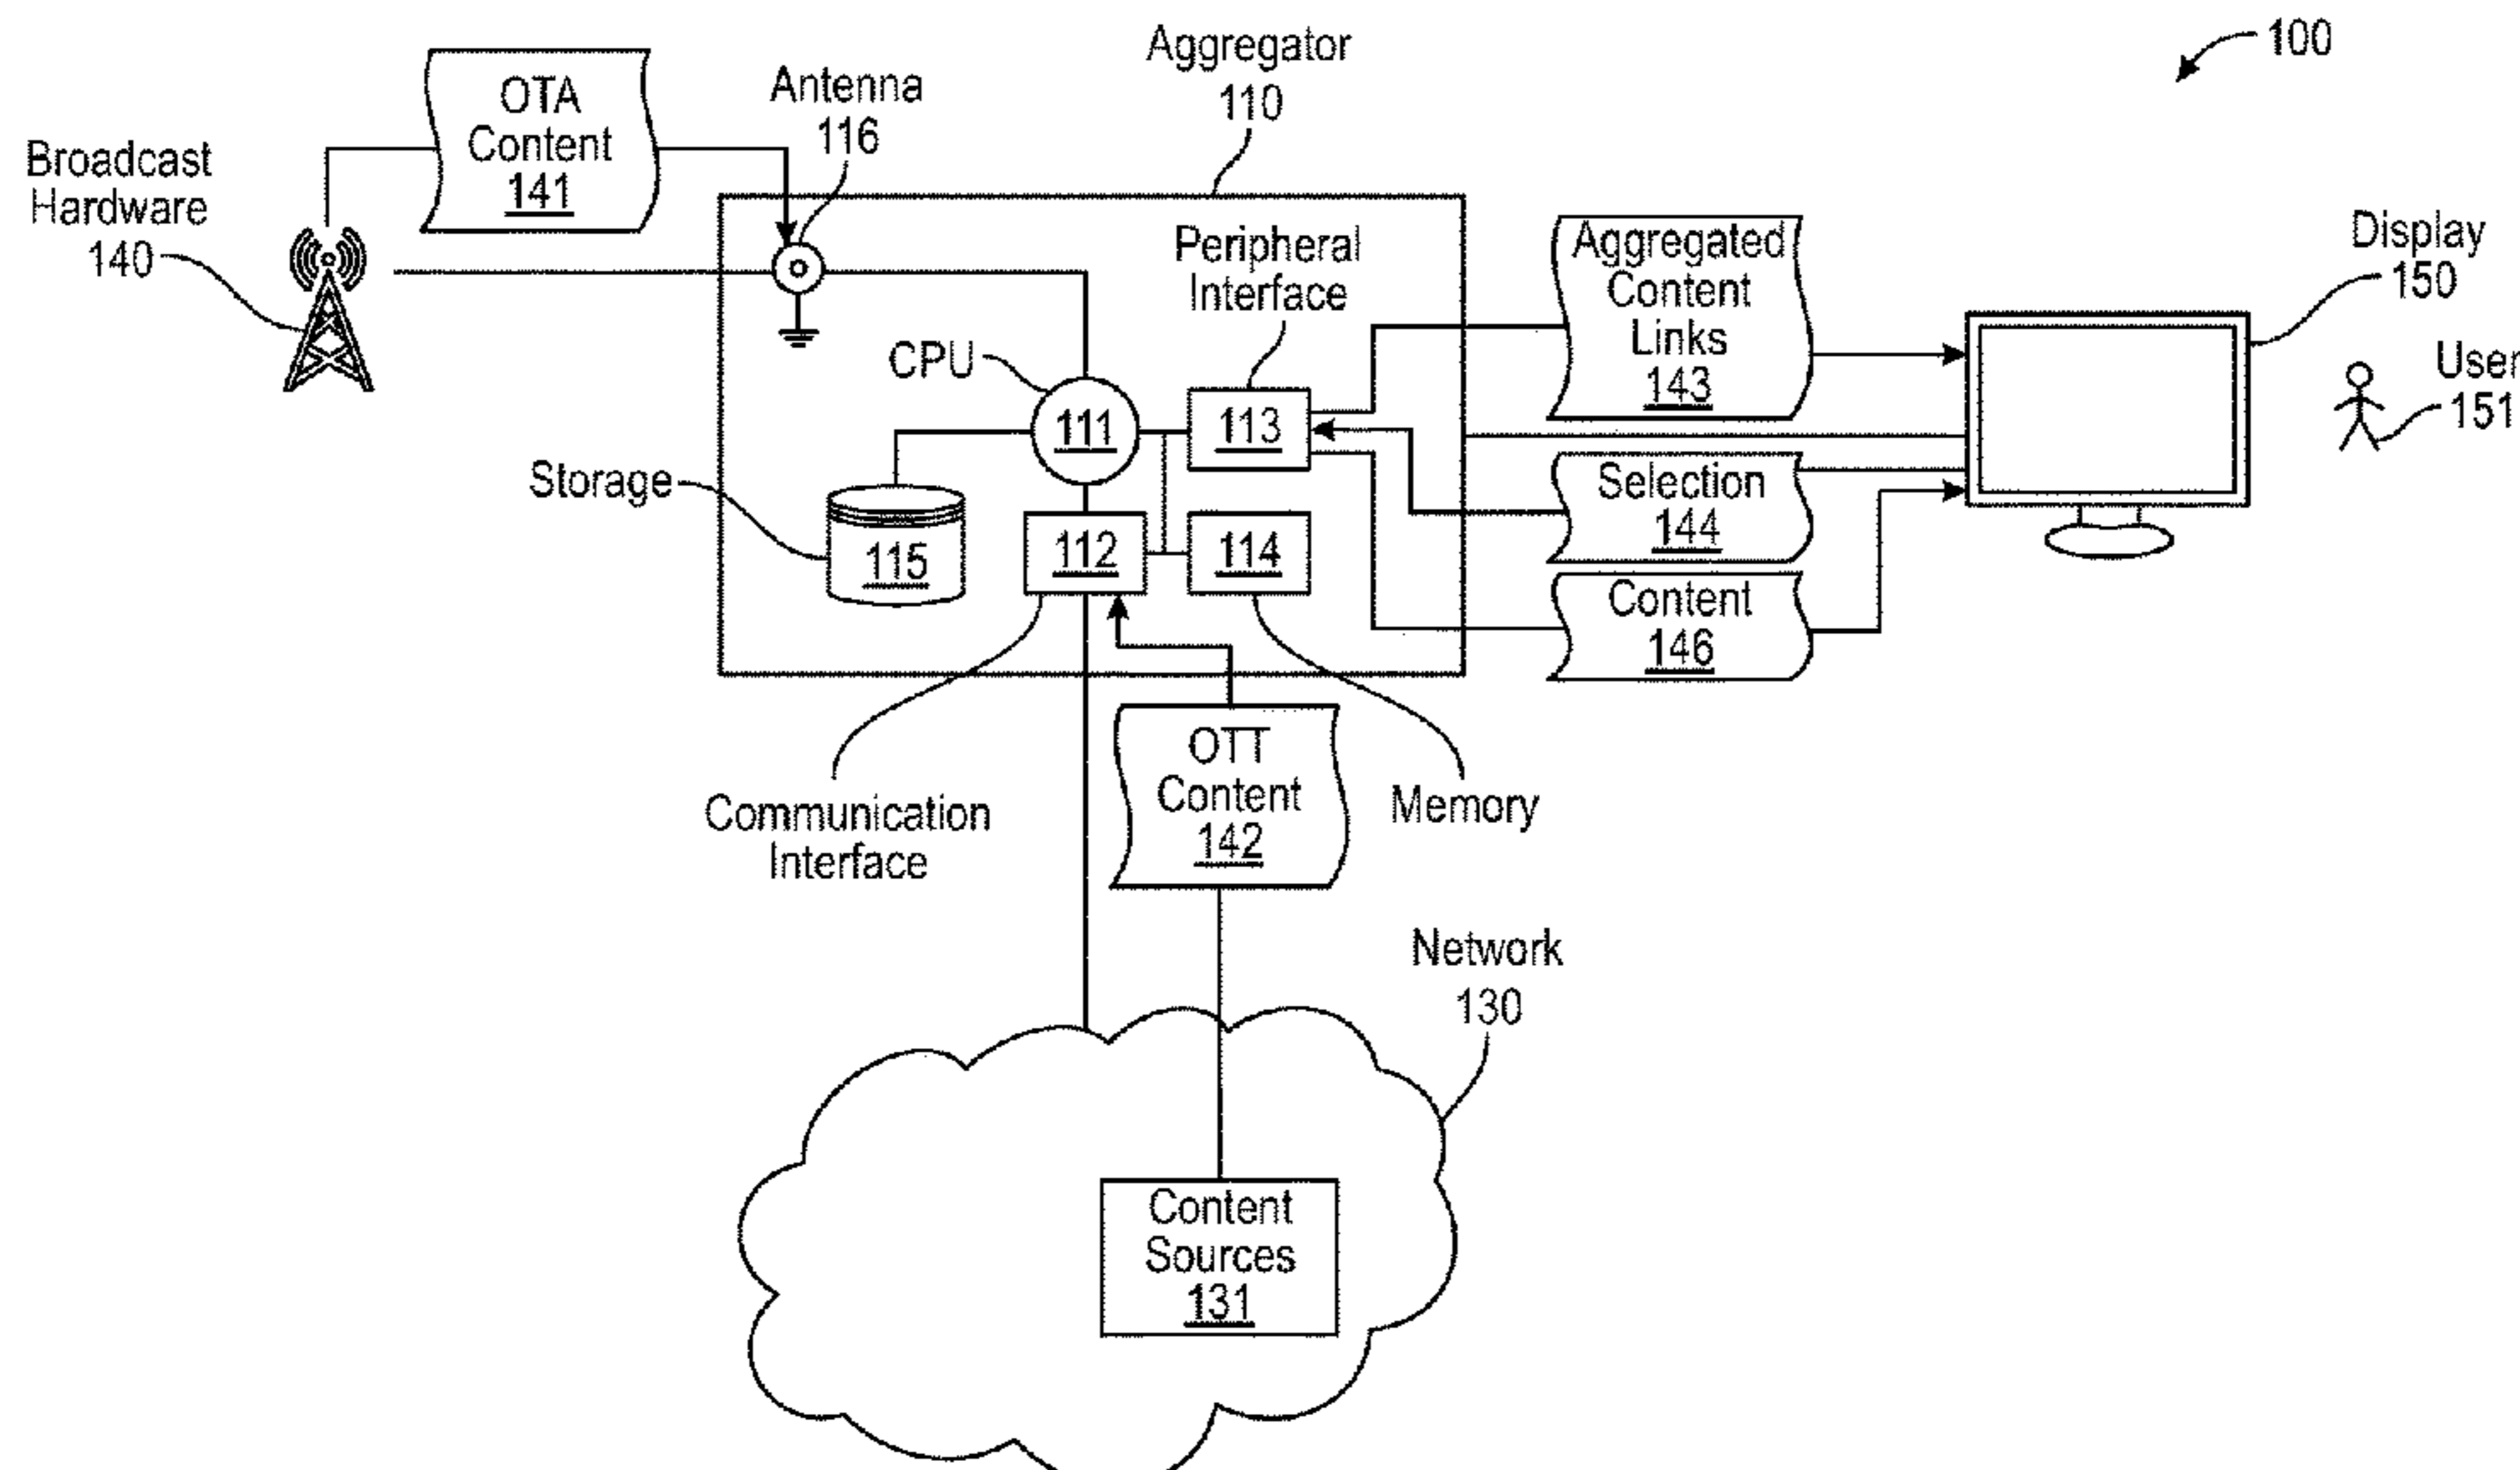 100
Aggregator
110
OTA
Content
141
Antenna
116
Broadcast
Hardware
140
Peripheral
Interface
Aggregated
Content
Links
143
Display
150
User
151
CPU
111
113
Storage
115
112
114
Selection
144
Content
146
Communication
Interface
OTT
Content
142
Memory
Network
130
Content
Sources
131